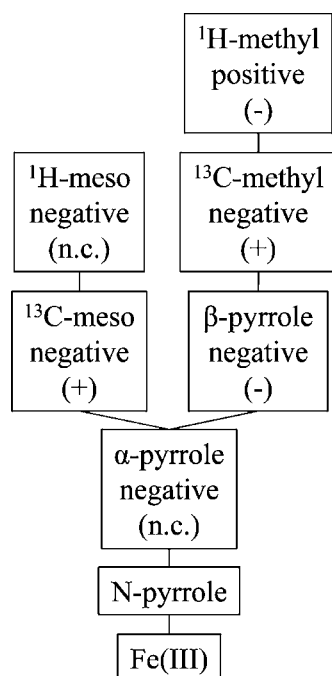 ¹H-methyl
positive
(-)
¹H-meso
negative
(n.c.)
¹³C-methyl
negative
(+)
¹³C-meso
negative
(+)
β-pyrrole
negative
(-)
α-pyrrole
negative
(n.c.)
N-pyrrole
Fe(III)